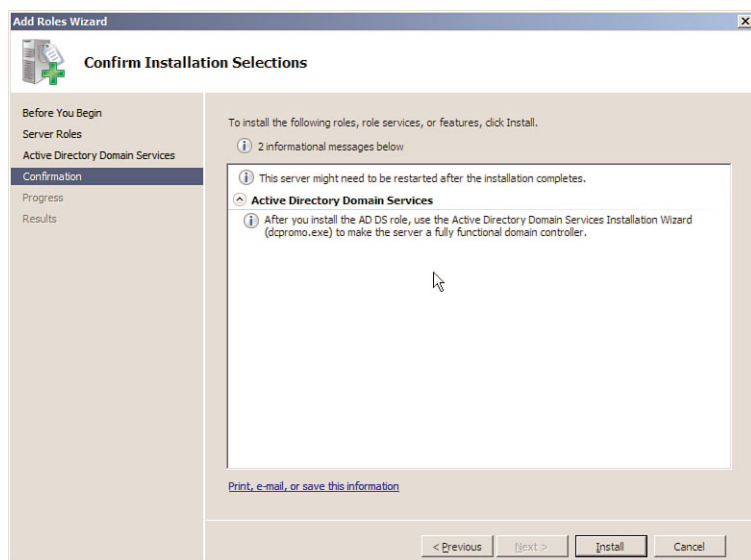 Add Roles Wizard
Confirm Installation Selections
Before You Begin
Server Roles
Active Directory Domain Services
Confirmation
Progress
Results
To install the following roles, role services, or features, click Install.
2 informational messages below
This server might need to be restarted after the installation completes.
Active Directory Domain Services
After you install the AD DS role, use the Active Directory Domain Services Installation Wizard
(dcpromo.exe) to make the server a fully functional domain controller.
Print, e-mail, or save this information
< Previous
Next >
Install
Cancel